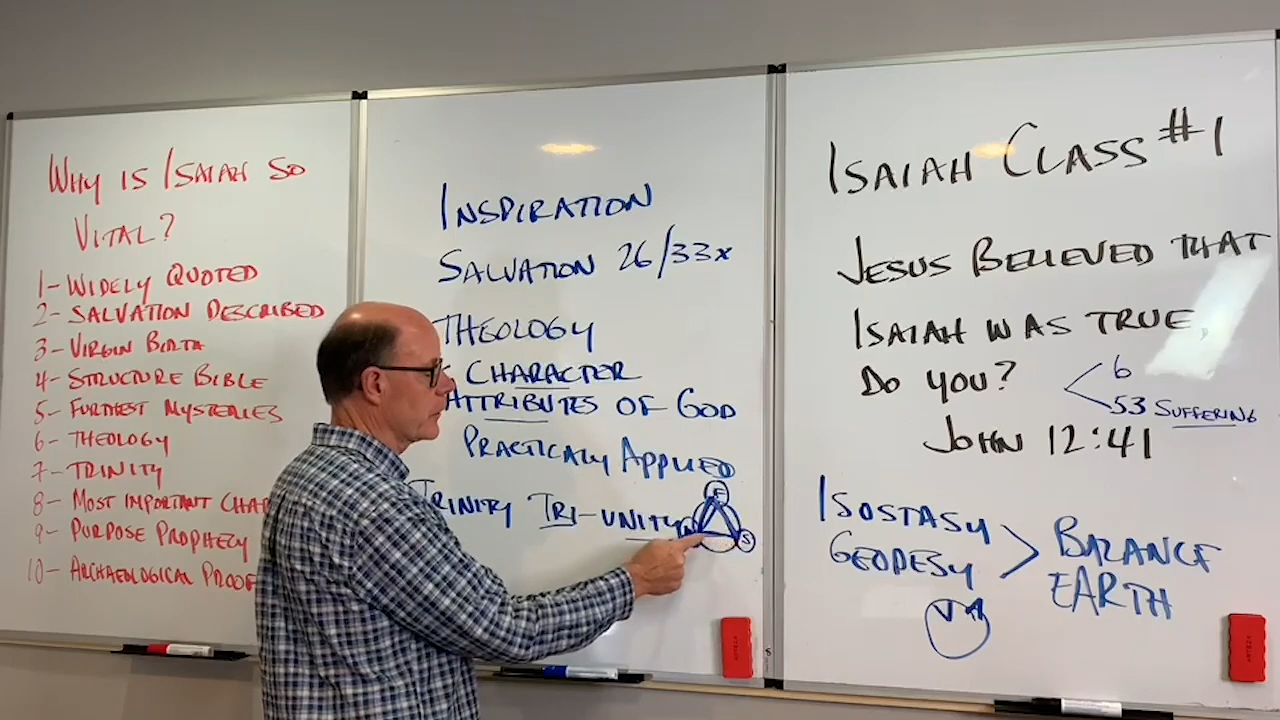 WHY IS ISAIAH SO
VITAL?
1- WIDELY QUOTED
2- SALVATION DESCRIBED
3- VIRGIN BIRTH
4- STRUCTURE BIBLE
5- FURTHEST MYSTERIES
6- THEOLOGY
7- TRINITY
8- MOST IMPORTANT CHAP
9- PURPOSE PROPHECY
10- ARCHAEOLOGICAL PROOF
INSPIRATION
SALVATION 26/33x
THEOLOGY
CHARACTER
ATTRIBUTES OF GOD
PRACTICALLY APPLIED
TRINITY TRI-UNITY
F
S
ISAIAH CLASS #1
JESUS BELIEVED THAT
ISAIAH WAS TRUE,
DO YOU?
6
53 SUFFERING
JOHN 12:41
ISOSTASY
GEODESY
BALANCE
EARTH